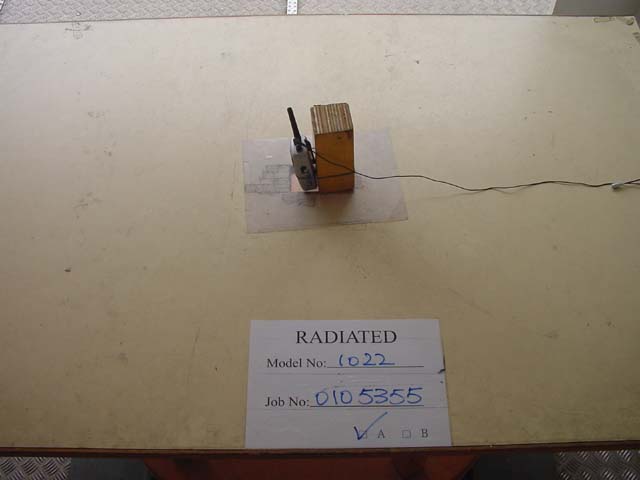 RADIATED
Model No: 1022
Job No: 0105355
☑ A ☐ B